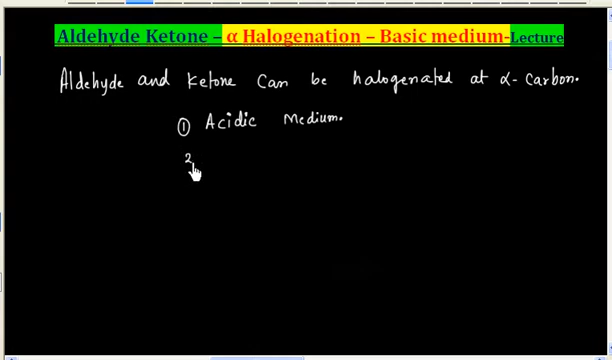 Aldehyde Ketone – α Halogenation – Basic medium- Lecture
Aldehyde and Ketone can be halogenated at α-carbon.
① Acidic Medium.
2